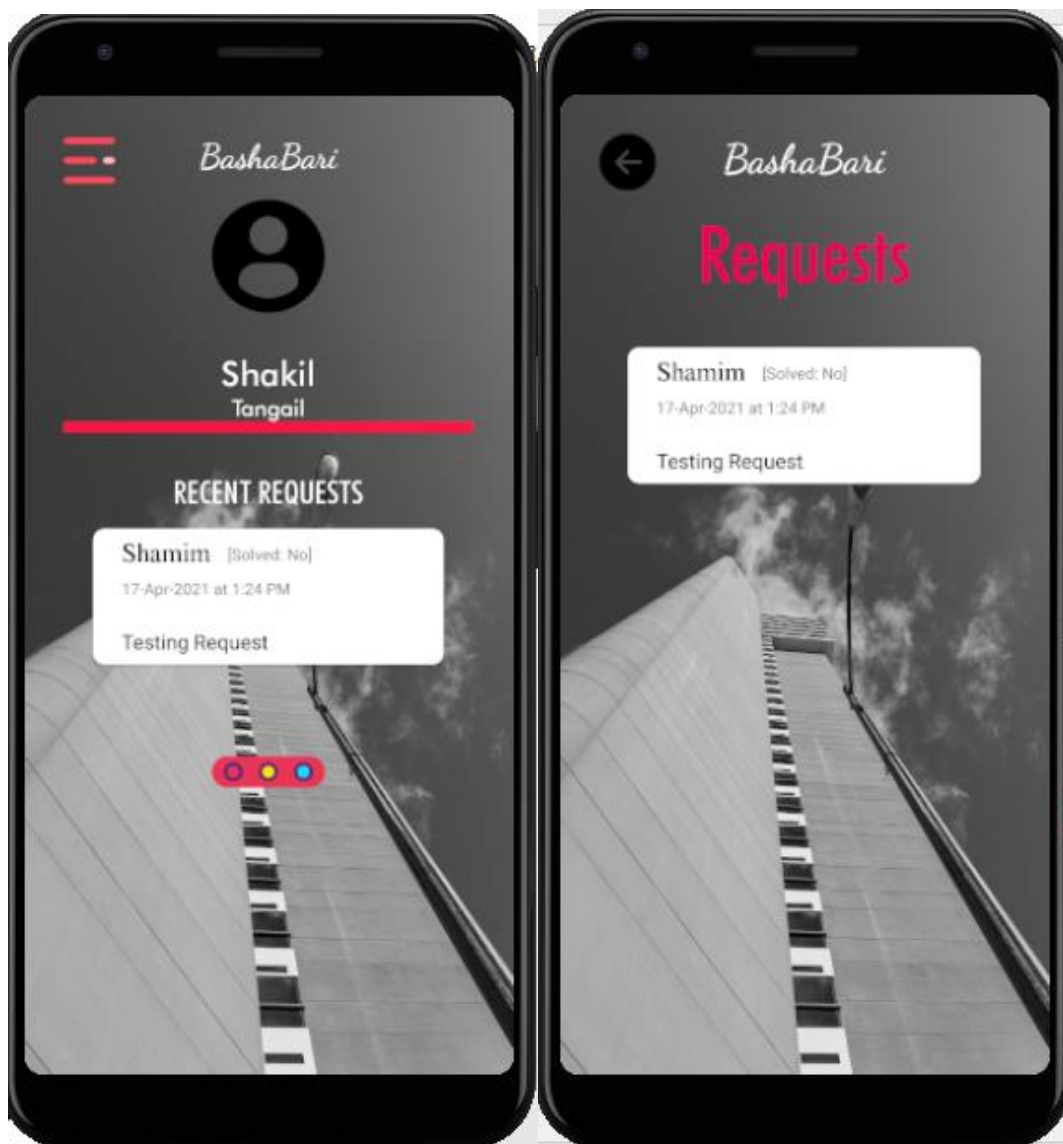 BashaBari
Shakil
Tangail
RECENT REQUESTS
Shamim [Solved: No]
17-Apr-2021 at 1:24 PM
Testing Request
BashaBari
Requests
Shamim [Solved: No]
17-Apr-2021 at 1:24 PM
Testing Request